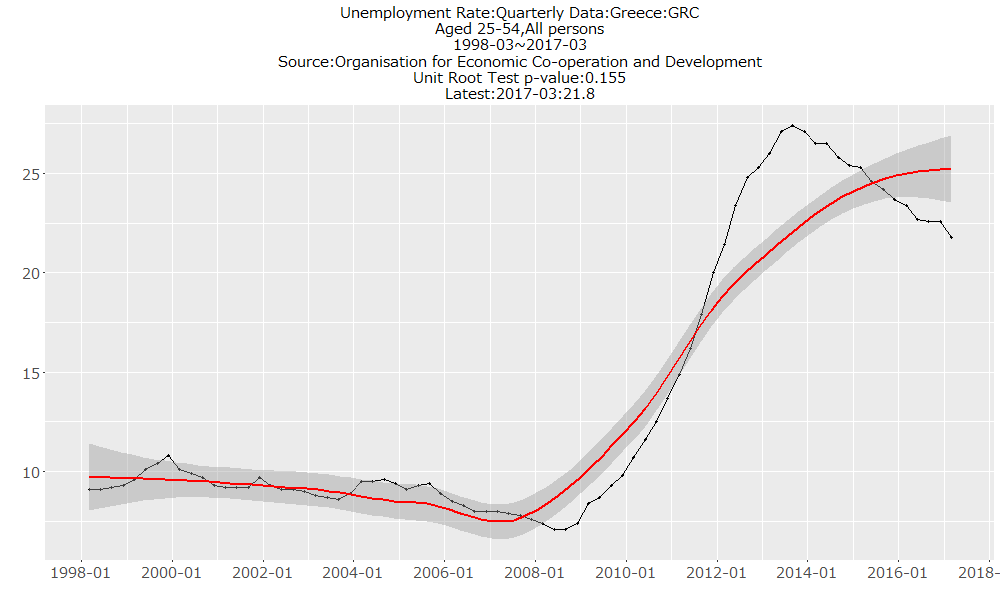 Unemployment Rate:Quarterly Data:Greece:GRC
Aged 25-54,All persons
1998-03~2017-03
Source:Organisation for Economic Co-operation and Development
Unit Root Test p-value:0.155
Latest:2017-03:21.8
25
20
15
10
1998-01 2000-01 2002-01 2004-01 2006-01 2008-01 2010-01 2012-01 2014-01 2016-01 2018-